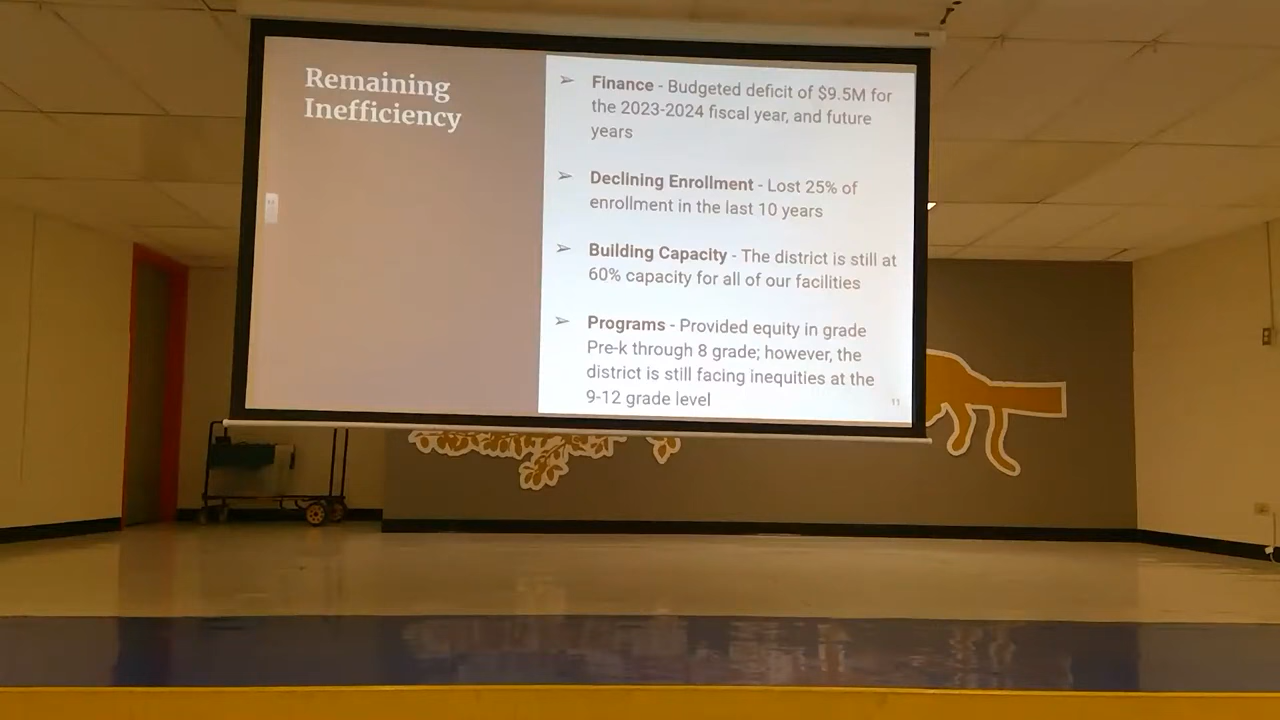 Remaining
Inefficiency
➢ Finance - Budgeted deficit of $9.5M for
the 2023-2024 fiscal year, and future
years
➢ Declining Enrollment - Lost 25% of
enrollment in the last 10 years
➢ Building Capacity - The district is still at
60% capacity for all of our facilities
➢ Programs - Provided equity in grade
Pre-k through 8 grade; however, the
district is still facing inequities at the
9-12 grade level
11